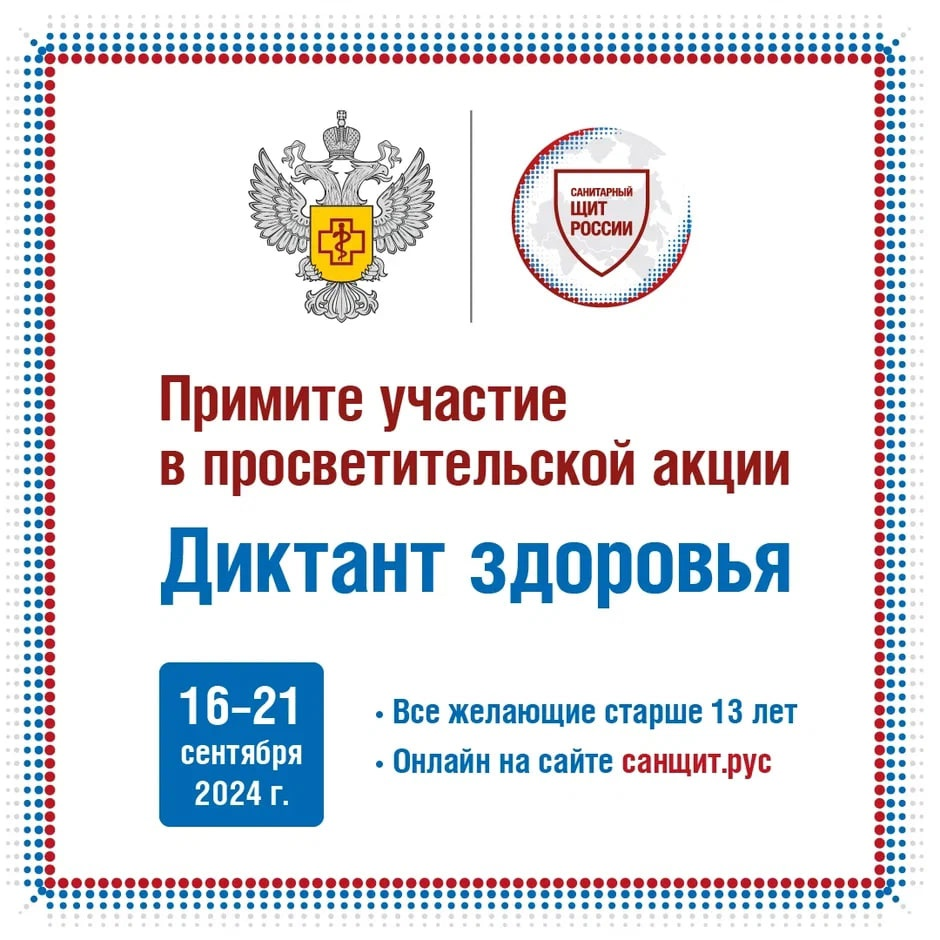 САНИТАРНЫЙ
ЩИТ
РОССИИ
Примите участие
в просветительской акции
Диктант здоровья
16–21
сентября
2024 г.
• Все желающие старше 13 лет
• Онлайн на сайте санщит.рус